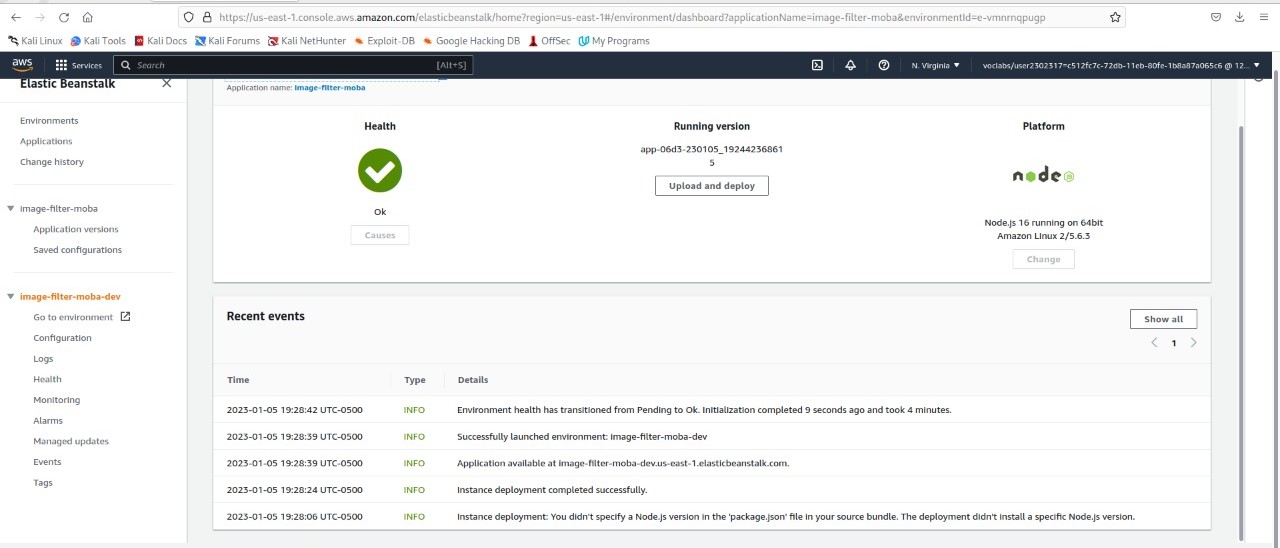 https://us-east-1.console.aws.amazon.com/elasticbeanstalk/home?region=us-east-1#/environment/dashboard?applicationName=image-filter-moba&environmentId=e-vmnrnqpugp
Kali Linux Kali Tools Kali Docs Kali Forums Kali NetHunter Exploit-DB Google Hacking DB OffSec My Programs
aws Services Search [Alt+S] N. Virginia voclabs/user2302317=c512fc7c-72db-11eb-80fe-1b8a87a065c6 @ 12...
Elastic Beanstalk
Environments
Applications
Change history
image-filter-moba
Application versions
Saved configurations
image-filter-moba-dev
Go to environment
Configuration
Logs
Health
Monitoring
Alarms
Managed updates
Events
Tags
Application name: image-filter-moba
Health
Ok
Causes
Running version
app-06d3-230105_19244236861
5
Upload and deploy
Platform
node JS
Node.js 16 running on 64bit
Amazon Linux 2/5.6.3
Change
Recent events
Show all
1
Time Type Details
2023-01-05 19:28:42 UTC-0500 INFO Environment health has transitioned from Pending to Ok. Initialization completed 9 seconds ago and took 4 minutes.
2023-01-05 19:28:39 UTC-0500 INFO Successfully launched environment: image-filter-moba-dev
2023-01-05 19:28:39 UTC-0500 INFO Application available at image-filter-moba-dev.us-east-1.elasticbeanstalk.com.
2023-01-05 19:28:24 UTC-0500 INFO Instance deployment completed successfully.
2023-01-05 19:28:06 UTC-0500 INFO Instance deployment: You didn't specify a Node.js version in the 'package.json' file in your source bundle. The deployment didn't install a specific Node.js version.